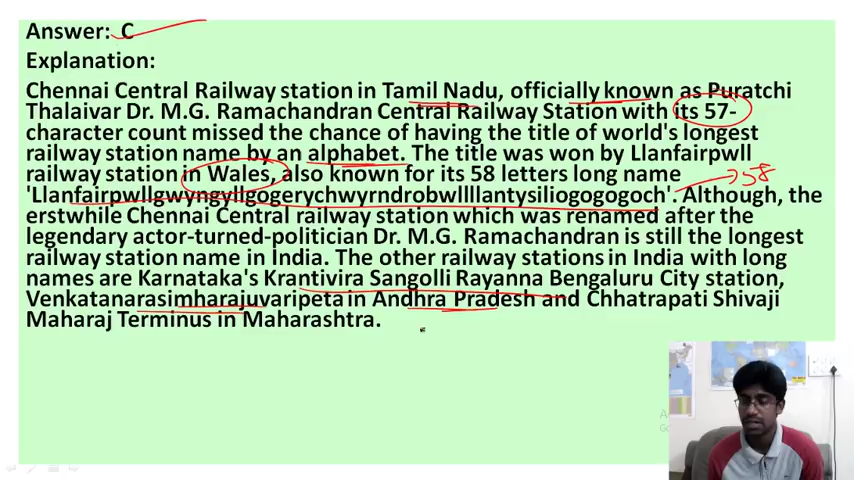 Answer: C
Explanation:
Chennai Central Railway station in Tamil Nadu, officially known as Puratchi
Thalaivar Dr. M.G. Ramachandran Central Railway Station with its 57-
character count missed the chance of having the title of world's longest
railway station name by an alphabet. The title was won by Llanfairpwll
railway station in Wales, also known for its 58 letters long name
'Llanfairpwllgwyngyllgogerychwyrndrobwllllantysiliogogogoch'. Although, the
erstwhile Chennai Central railway station which was renamed after the
legendary actor-turned-politician Dr. M.G. Ramachandran is still the longest
railway station name in India. The other railway stations in India with long
names are Karnataka's Krantivira Sangolli Rayanna Bengaluru City station,
Venkatanarasimharajuvaripeta in Andhra Pradesh and Chhatrapati Shivaji
Maharaj Terminus in Maharashtra.
58